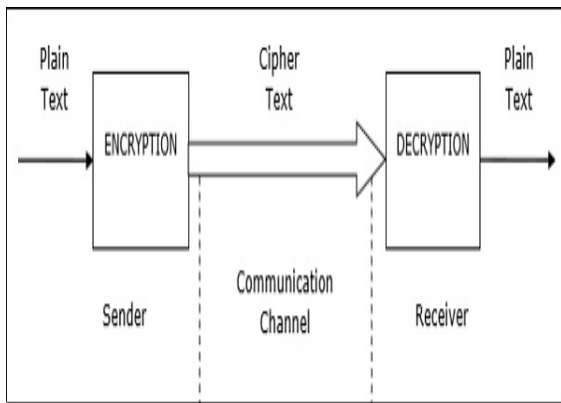 Plain
Text
Cipher
Text
Plain
Text
ENCRYPTION
DECRYPTION
Sender
Communication
Channel
Receiver